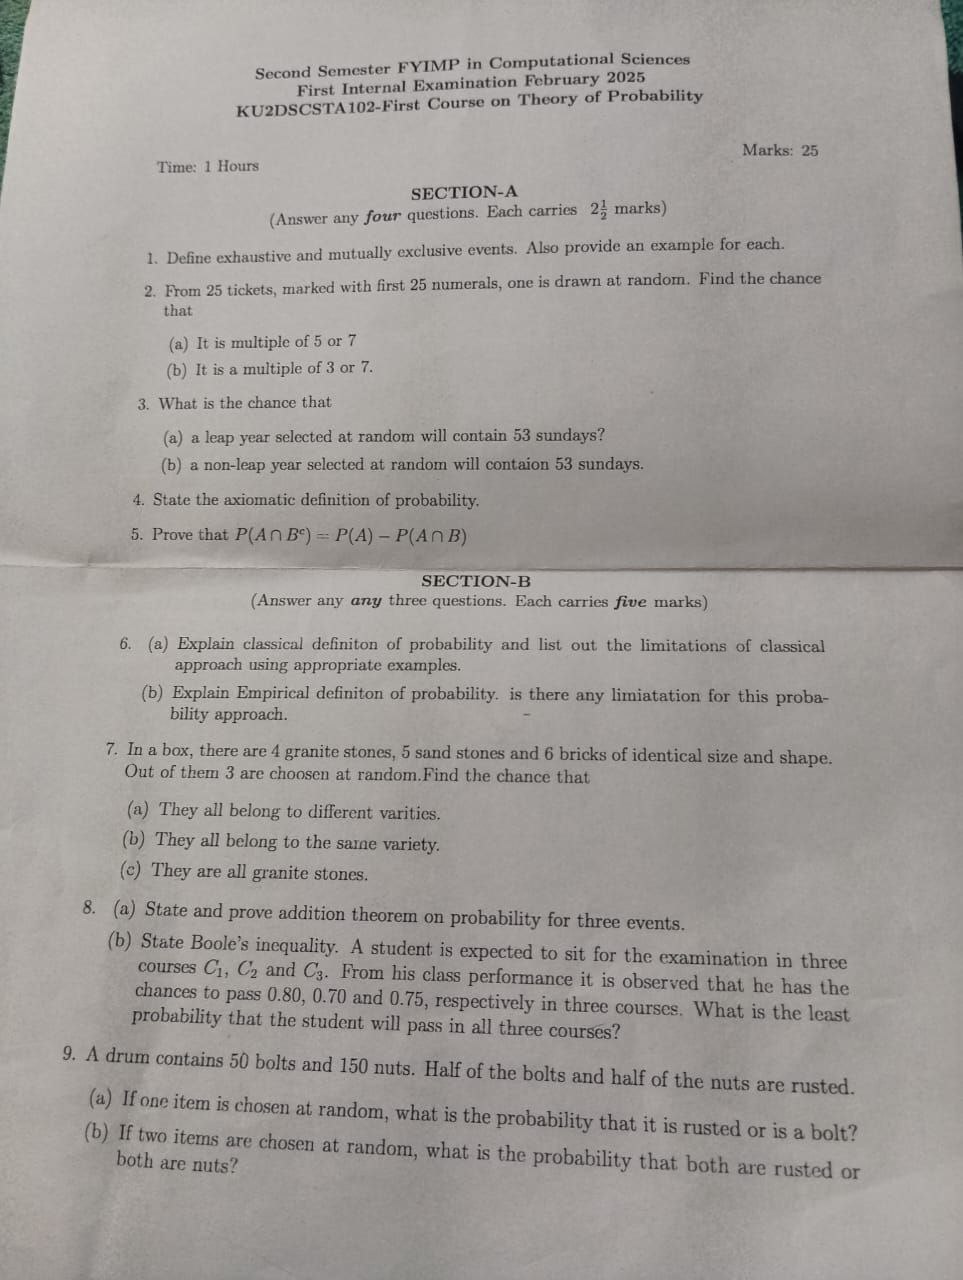 Second Semester FYIMP in Computational Sciences
First Internal Examination February 2025
KU2DSCSTA102-First Course on Theory of Probability
Marks: 25
Time: 1 Hours
SECTION-A
(Answer any four questions. Each carries 2½ marks)
1. Define exhaustive and mutually exclusive events. Also provide an example for each.
2. From 25 tickets, marked with first 25 numerals, one is drawn at random. Find the chance
that
(a) It is multiple of 5 or 7
(b) It is a multiple of 3 or 7.
3. What is the chance that
(a) a leap year selected at random will contain 53 sundays?
(b) a non-leap year selected at random will contaion 53 sundays.
4. State the axiomatic definition of probability.
5. Prove that P(A ∩ Bᶜ) = P(A) − P(A ∩ B)
SECTION-B
(Answer any any three questions. Each carries five marks)
6. (a) Explain classical definiton of probability and list out the limitations of classical
approach using appropriate examples.
(b) Explain Empirical definiton of probability. is there any limiatation for this proba-
bility approach.
7. In a box, there are 4 granite stones, 5 sand stones and 6 bricks of identical size and shape.
Out of them 3 are choosen at random.Find the chance that
(a) They all belong to different varities.
(b) They all belong to the same variety.
(c) They are all granite stones.
8. (a) State and prove addition theorem on probability for three events.
(b) State Boole's inequality. A student is expected to sit for the examination in three
courses C₁, C₂ and C₃. From his class performance it is observed that he has the
chances to pass 0.80, 0.70 and 0.75, respectively in three courses. What is the least
probability that the student will pass in all three courses?
9. A drum contains 50 bolts and 150 nuts. Half of the bolts and half of the nuts are rusted.
(a) If one item is chosen at random, what is the probability that it is rusted or is a bolt?
(b) If two items are chosen at random, what is the probability that both are rusted or
both are nuts?